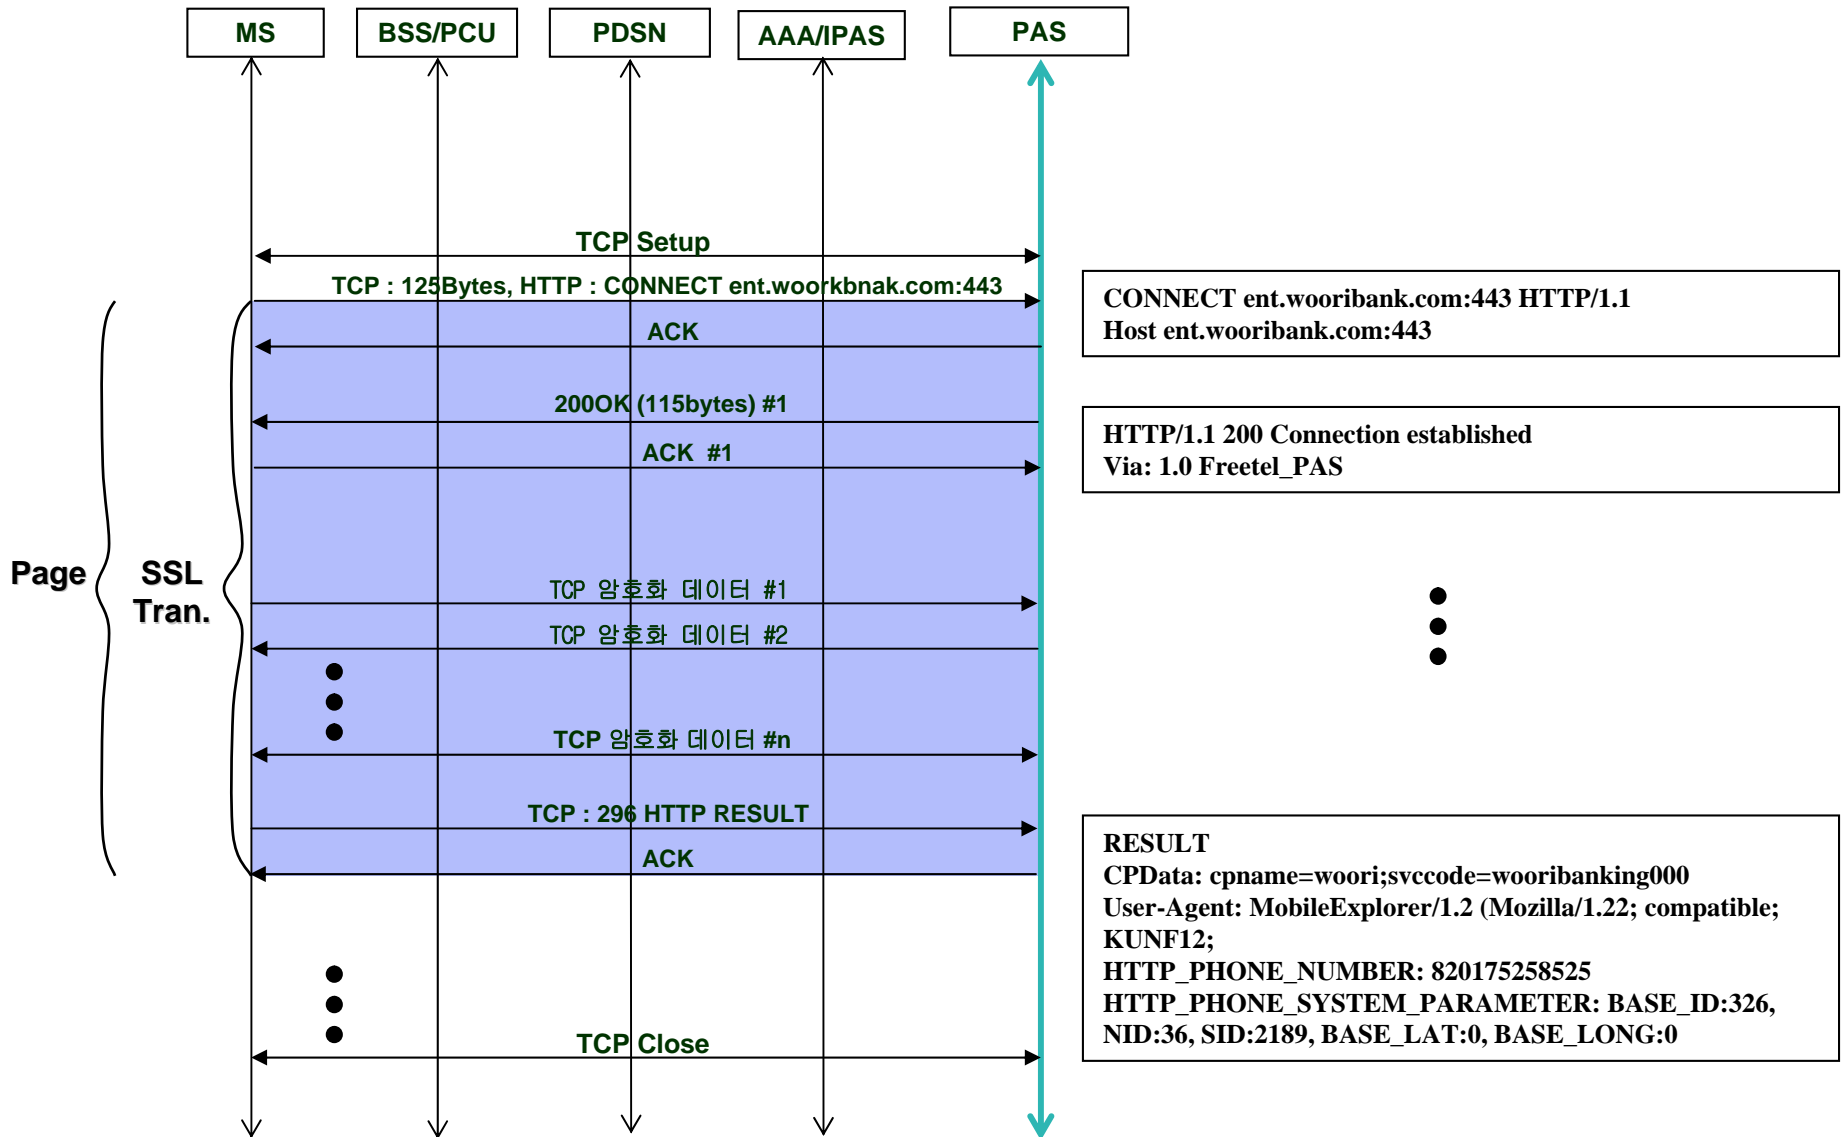 MS
BSS/PCU
PDSN
AAA/IPAS
PAS
TCP Setup
TCP : 125Bytes, HTTP : CONNECT ent.woorkbnak.com:443
CONNECT ent.wooribank.com:443 HTTP/1.1
Host ent.wooribank.com:443
ACK
200OK (115bytes) #1
HTTP/1.1 200 Connection established
Via: 1.0 Freetel_PAS
ACK #1
Page
SSL
Tran.
TCP 암호화 데이터 #1
TCP 암호화 데이터 #2
TCP 암호화 데이터 #n
TCP : 296 HTTP RESULT
ACK
RESULT
CPData: cpname=woori;svccode=wooribanking000
User-Agent: MobileExplorer/1.2 (Mozilla/1.22; compatible;
KUNF12;
HTTP_PHONE_NUMBER: 820175258525
HTTP_PHONE_SYSTEM_PARAMETER: BASE_ID:326,
NID:36, SID:2189, BASE_LAT:0, BASE_LONG:0
TCP Close